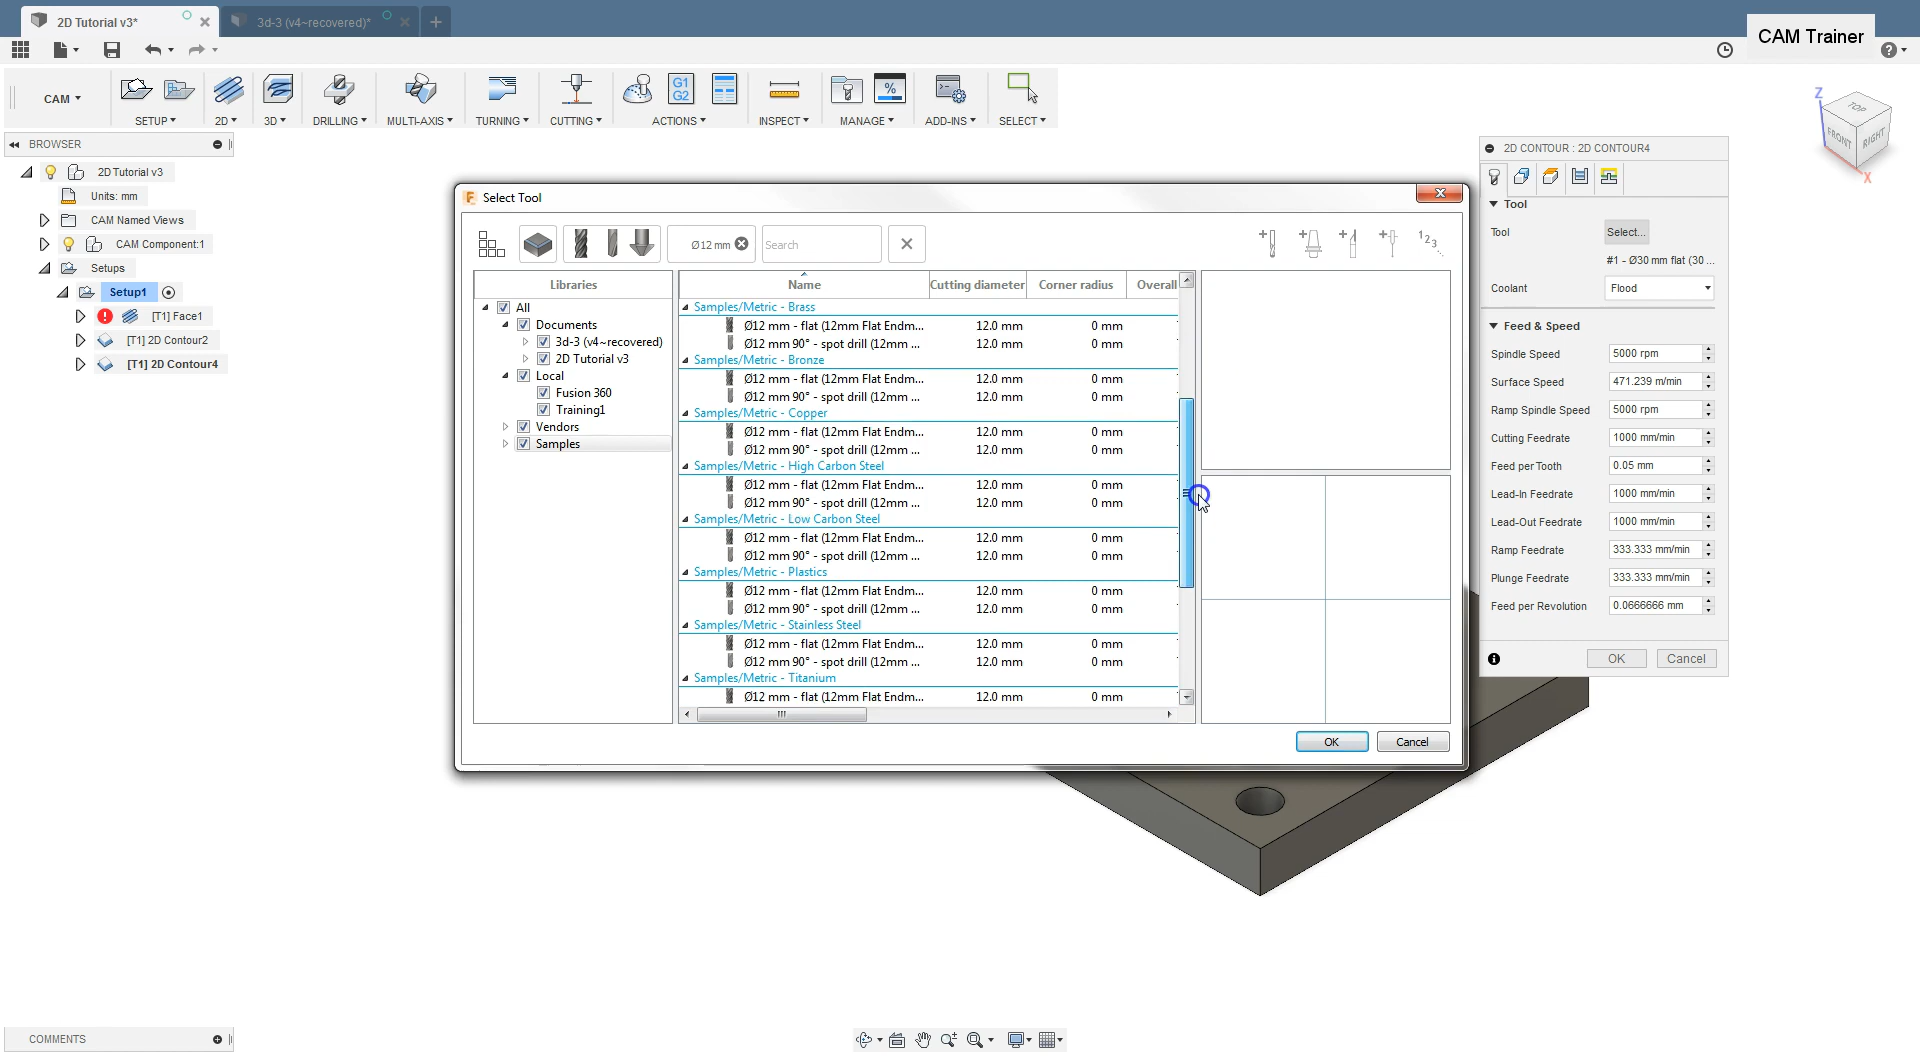 2D Tutorial v3*
3d-3 (v4~recovered)*
CAM Trainer
CAM
G1
G2
%
SETUP
2D
3D
DRILLING
MULTI-AXIS
TURNING
CUTTING
ACTIONS
INSPECT
MANAGE
ADD-INS
SELECT
Z
TOP
FRONT
RIGHT
X
BROWSER
2D Tutorial v3
Units: mm
CAM Named Views
CAM Component:1
Setups
Setup1
[T1] Face1
[T1] 2D Contour2
[T1] 2D Contour4
Select Tool
Ø12 mm
Search
1 2 3
Libraries
All
Documents
3d-3 (v4~recovered)
2D Tutorial v3
Local
Fusion 360
Training1
Vendors
Samples
Name Cutting diameter Corner radius Overall
Samples/Metric - Brass
Ø12 mm - flat (12mm Flat Endm... 12.0 mm 0 mm
Ø12 mm 90° - spot drill (12mm ... 12.0 mm 0 mm
Samples/Metric - Bronze
Ø12 mm - flat (12mm Flat Endm... 12.0 mm 0 mm
Ø12 mm 90° - spot drill (12mm ... 12.0 mm 0 mm
Samples/Metric - Copper
Ø12 mm - flat (12mm Flat Endm... 12.0 mm 0 mm
Ø12 mm 90° - spot drill (12mm ... 12.0 mm 0 mm
Samples/Metric - High Carbon Steel
Ø12 mm - flat (12mm Flat Endm... 12.0 mm 0 mm
Ø12 mm 90° - spot drill (12mm ... 12.0 mm 0 mm
Samples/Metric - Low Carbon Steel
Ø12 mm - flat (12mm Flat Endm... 12.0 mm 0 mm
Ø12 mm 90° - spot drill (12mm ... 12.0 mm 0 mm
Samples/Metric - Plastics
Ø12 mm - flat (12mm Flat Endm... 12.0 mm 0 mm
Ø12 mm 90° - spot drill (12mm ... 12.0 mm 0 mm
Samples/Metric - Stainless Steel
Ø12 mm - flat (12mm Flat Endm... 12.0 mm 0 mm
Ø12 mm 90° - spot drill (12mm ... 12.0 mm 0 mm
Samples/Metric - Titanium
Ø12 mm - flat (12mm Flat Endm... 12.0 mm 0 mm
OK Cancel
2D CONTOUR : 2D CONTOUR4
Tool
Tool Select...
#1 - Ø30 mm flat (30 ...
Coolant Flood
Feed & Speed
Spindle Speed 5000 rpm
Surface Speed 471.239 m/min
Ramp Spindle Speed 5000 rpm
Cutting Feedrate 1000 mm/min
Feed per Tooth 0.05 mm
Lead-In Feedrate 1000 mm/min
Lead-Out Feedrate 1000 mm/min
Ramp Feedrate 333.333 mm/min
Plunge Feedrate 333.333 mm/min
Feed per Revolution 0.0666666 mm
OK Cancel
COMMENTS